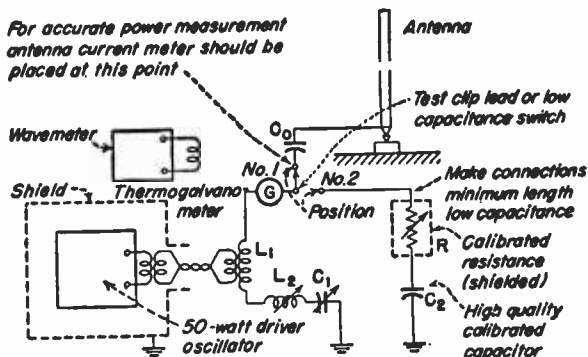 For accurate power measurement
antenna current meter should be
placed at this point
Antenna
Test clip lead or low
capacitance switch
C₀
Wavemeter
No. 1
No. 2
Make connections
minimum length
low capacitance
Shield
Thermogalvano-
meter
G
Position
L₁
R
Calibrated
resistance
(shielded)
L₂
C₁
C₂
High quality
calibrated
capacitor
50-watt driver
oscillator